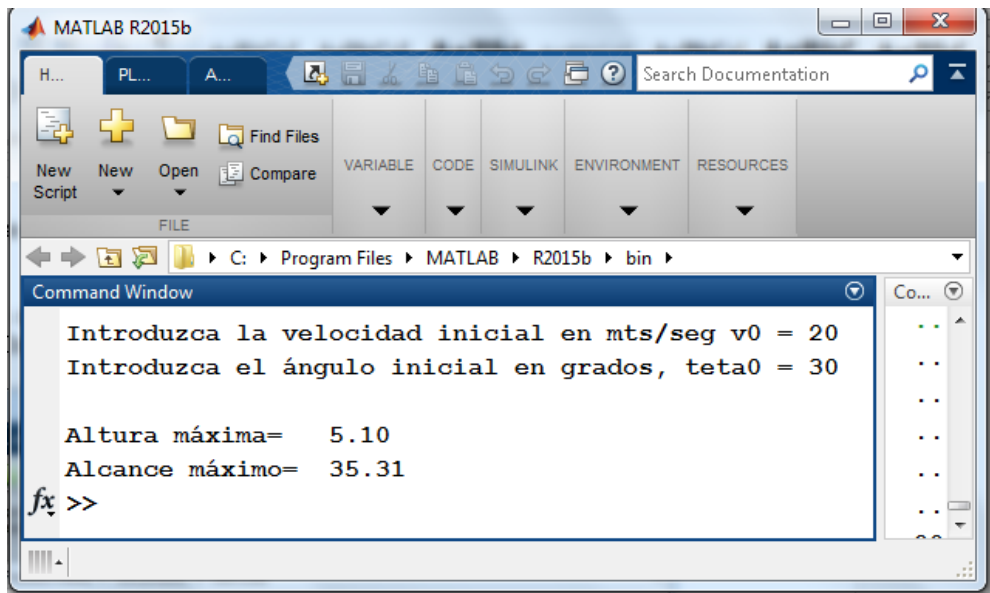 MATLAB R2015b
H... PL... A... Search Documentation
New Script
New
Open
Find Files
Compare
FILE
VARIABLE CODE SIMULINK ENVIRONMENT RESOURCES
C: Program Files MATLAB R2015b bin
Command Window
Co...
Introduzca la velocidad inicial en mts/seg v0 = 20
Introduzca el ángulo inicial en grados, teta0 = 30
Altura máxima= 5.10
Alcance máximo= 35.31
fx >>